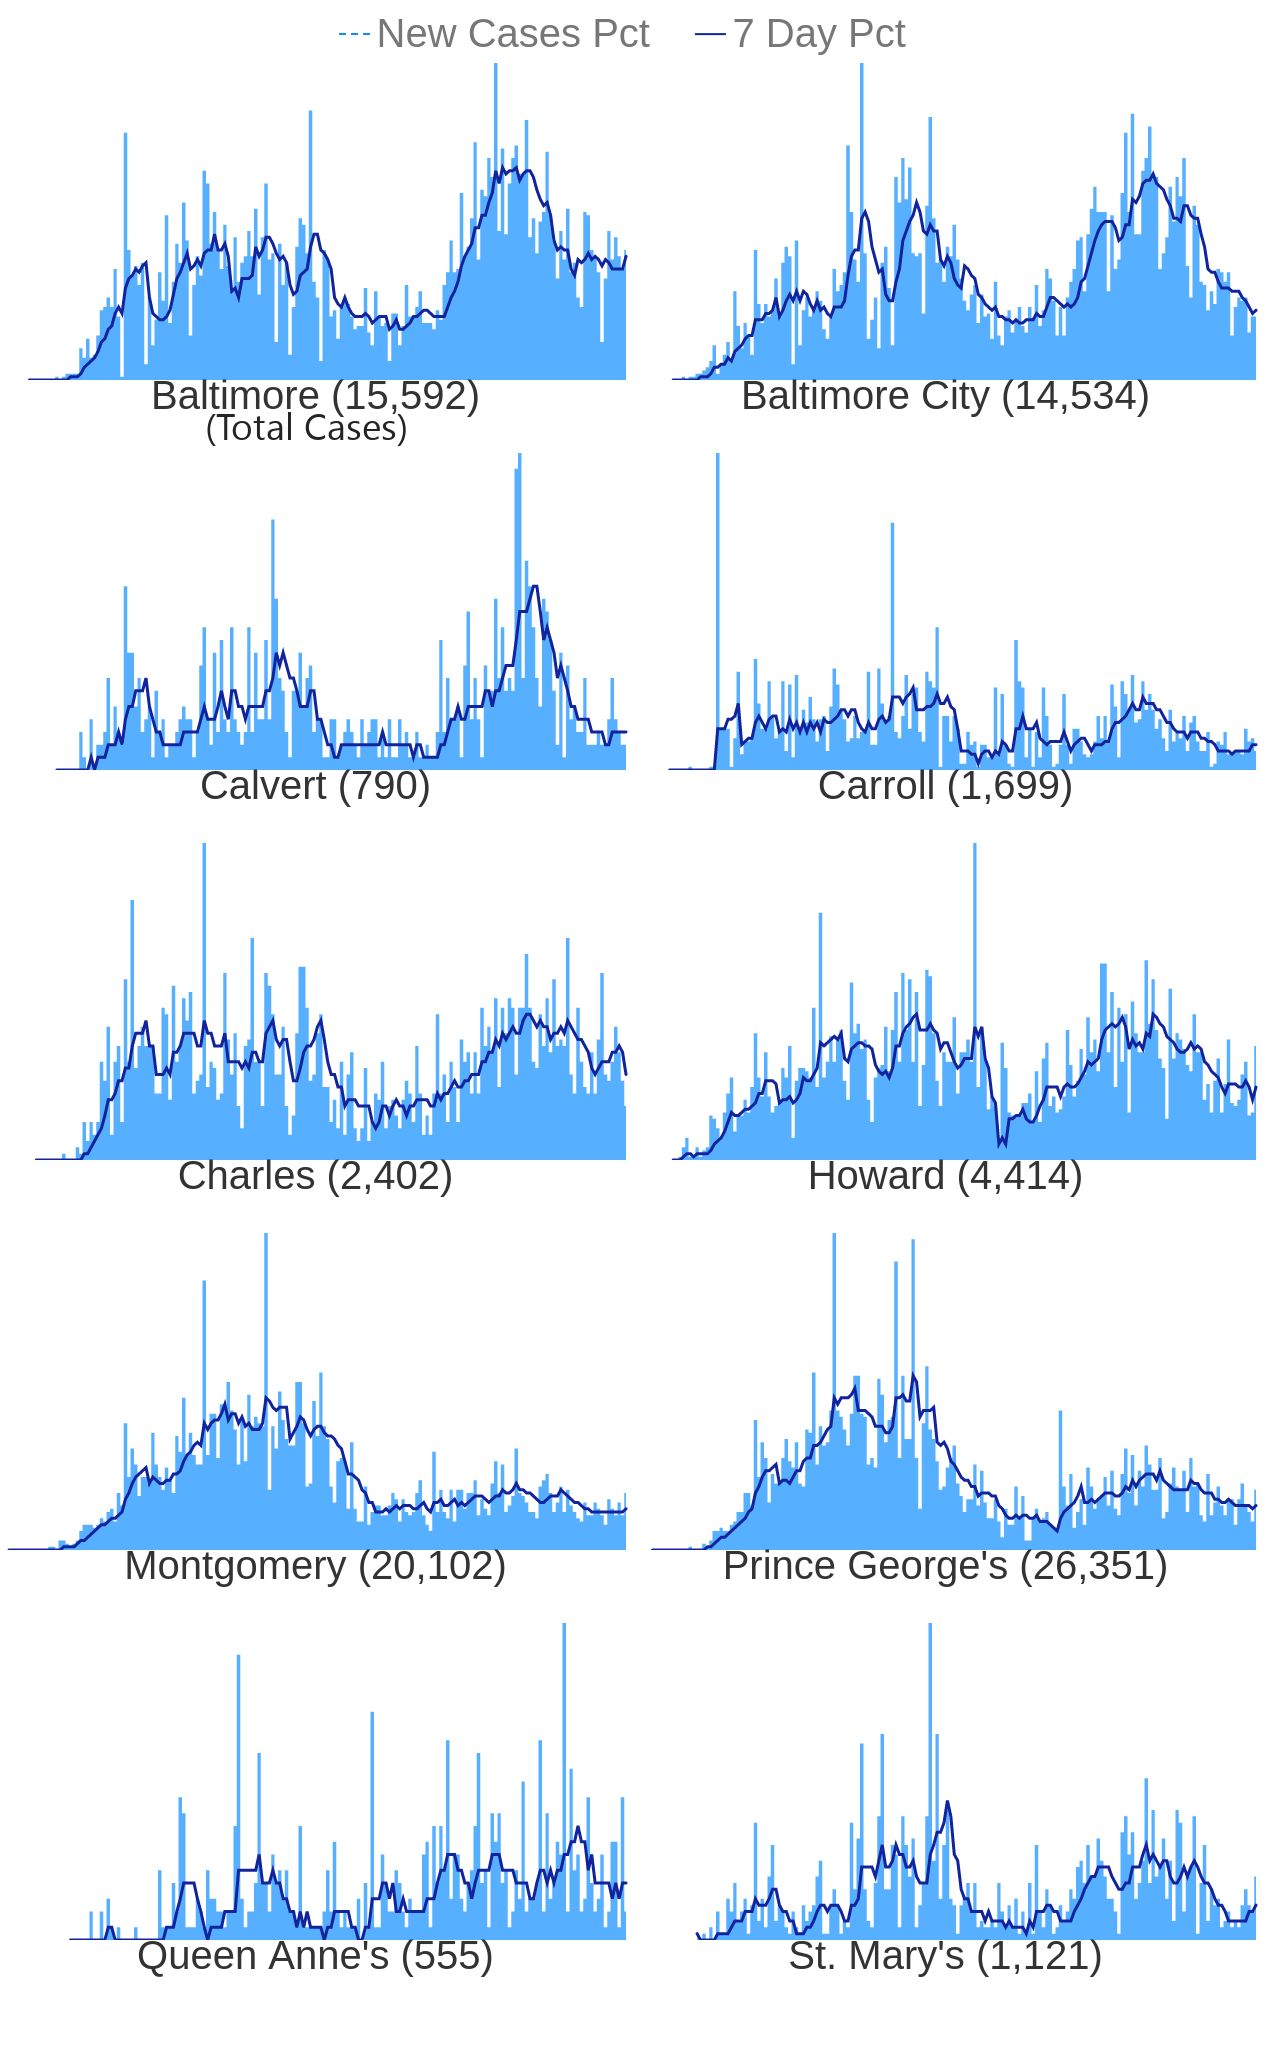 New Cases Pct 7 Day Pct
Baltimore (15,592) Baltimore City (14,534)
(Total Cases)
Calvert (790) Carroll (1,699)
Charles (2,402) Howard (4,414)
Montgomery (20,102) Prince George's (26,351)
Queen Anne's (555) St. Mary's (1,121)